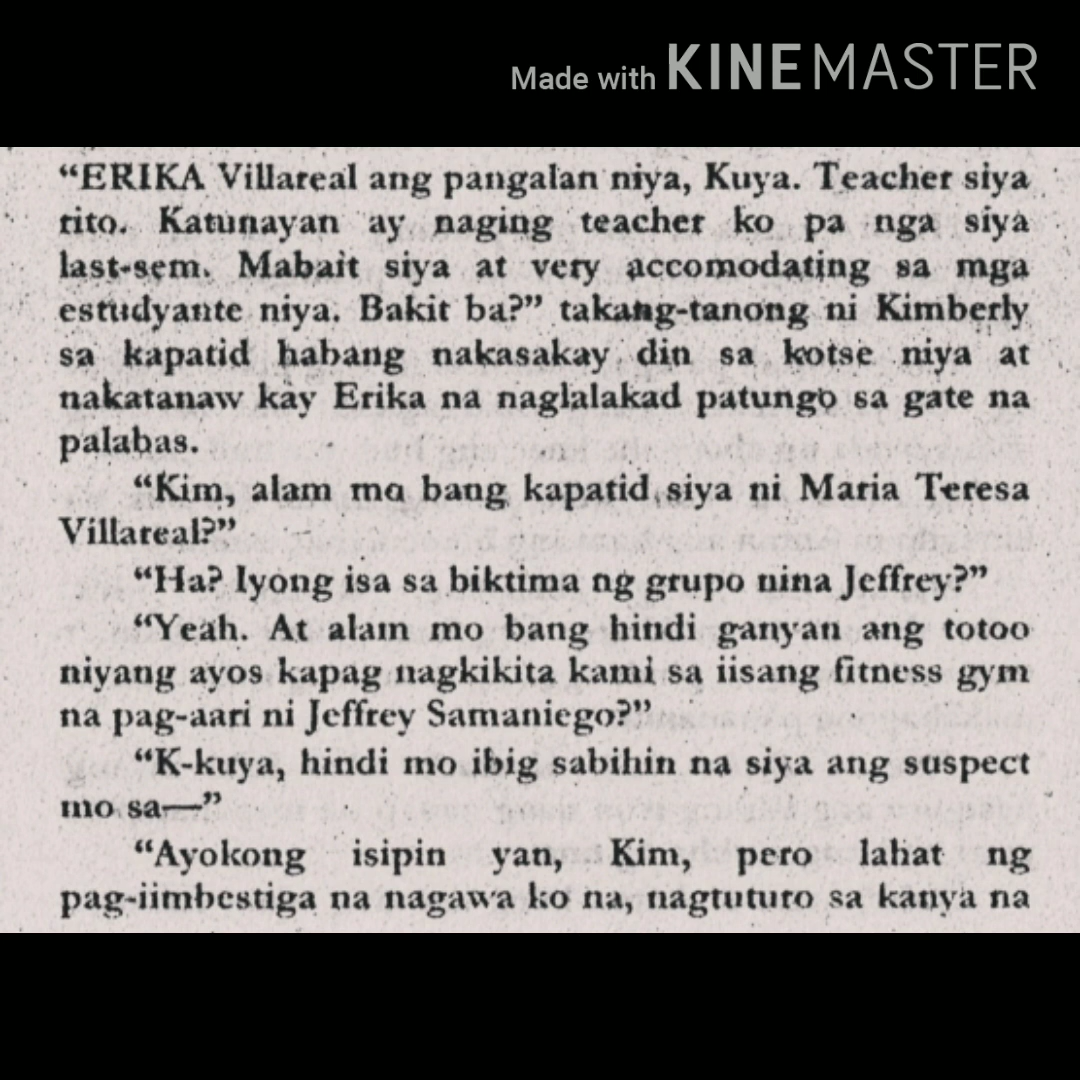 Made with KINEMASTER
“ERIKA Villareal ang pangalan niya, Kuya. Teacher siya
rito. Katunayan ay naging teacher ko pa nga siya
last-sem. Mabait siya at very accomodating sa mga
estudyante niya. Bakit ba?” takang-tanong ni Kimberly
sa kapatid habang nakasakay din sa kotse niya at
nakatanaw kay Erika na naglalakad patungo sa gate na
palabas.
“Kim, alam mo bang kapatid siya ni Maria Teresa
Villareal?”
“Ha? Iyong isa sa biktima ng grupo nina Jeffrey?”
“Yeah. At alam mo bang hindi ganyan ang totoo
niyang ayos kapag nagkikita kami sa iisang fitness gym
na pag-aari ni Jeffrey Samaniego?”
“K-kuya, hindi mo ibig sabihin na siya ang suspect
mo sa—”
“Ayokong isipin yan, Kim, pero lahat ng
pag-iimbestiga na nagawa ko na, nagtuturo sa kanya na